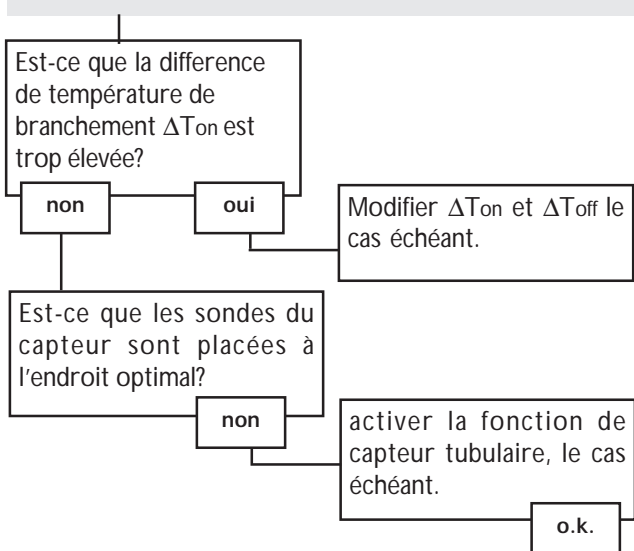 Est-ce que la difference
de température de
branchement ΔTon est
trop élevée?
non
oui
Modifier ΔTon et ΔToff le
cas échéant.
Est-ce que les sondes du
capteur sont placées à
l'endroit optimal?
non
activer la fonction de
capteur tubulaire, le cas
échéant.
o.k.